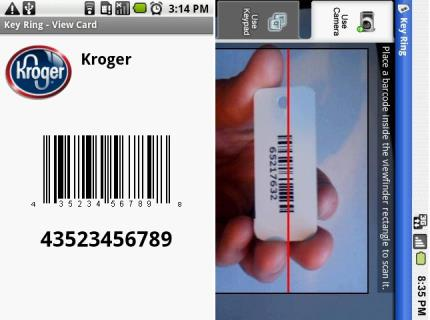 3:14 PM
Key Ring - View Card
Kroger
Kroger
4 35234 56789 8
43523456789
Key Ring
3G
8:35 PM
Place a barcode inside the viewfinder rectangle to scan it.
Use
Camera
Use
Keypad
65217632